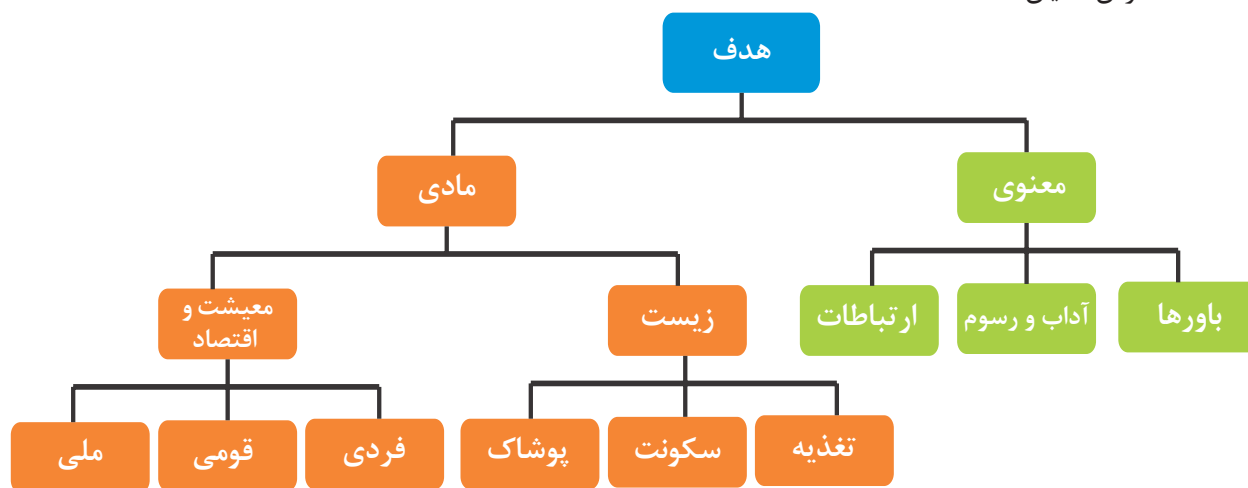 هدف
معنوی
مادی
باورها
آداب و رسوم
ارتباطات
زیست
معیشت و
اقتصاد
تغذیه
سکونت
پوشاک
فردی
قومی
ملی